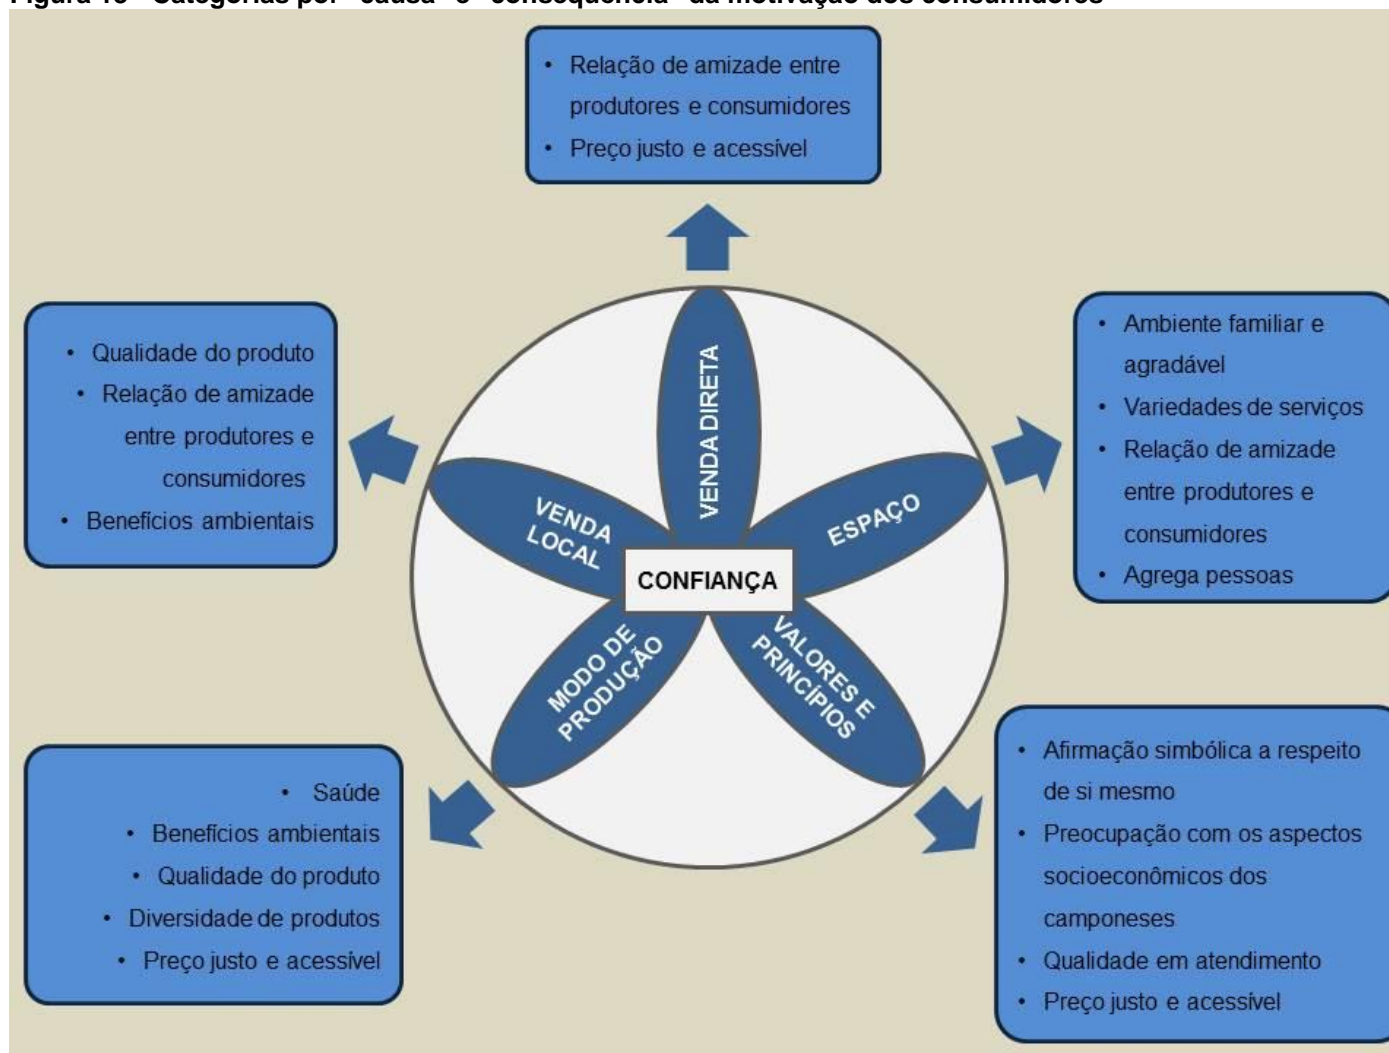 • Relação de amizade entre
produtores e consumidores
• Preço justo e acessível
• Qualidade do produto
• Relação de amizade
entre produtores e
consumidores
• Benefícios ambientais
• Ambiente familiar e
agradável
• Variedades de serviços
• Relação de amizade
entre produtores e
consumidores
• Agrega pessoas
VENDA DIRETA
VENDA
LOCAL
ESPAÇO
CONFIANÇA
MODO DE
PRODUÇÃO
VALORES E
PRINCÍPIOS
• Saúde
• Benefícios ambientais
• Qualidade do produto
• Diversidade de produtos
• Preço justo e acessível
• Afirmação simbólica a respeito
de si mesmo
• Preocupação com os aspectos
socioeconômicos dos
camponeses
• Qualidade em atendimento
• Preço justo e acessível